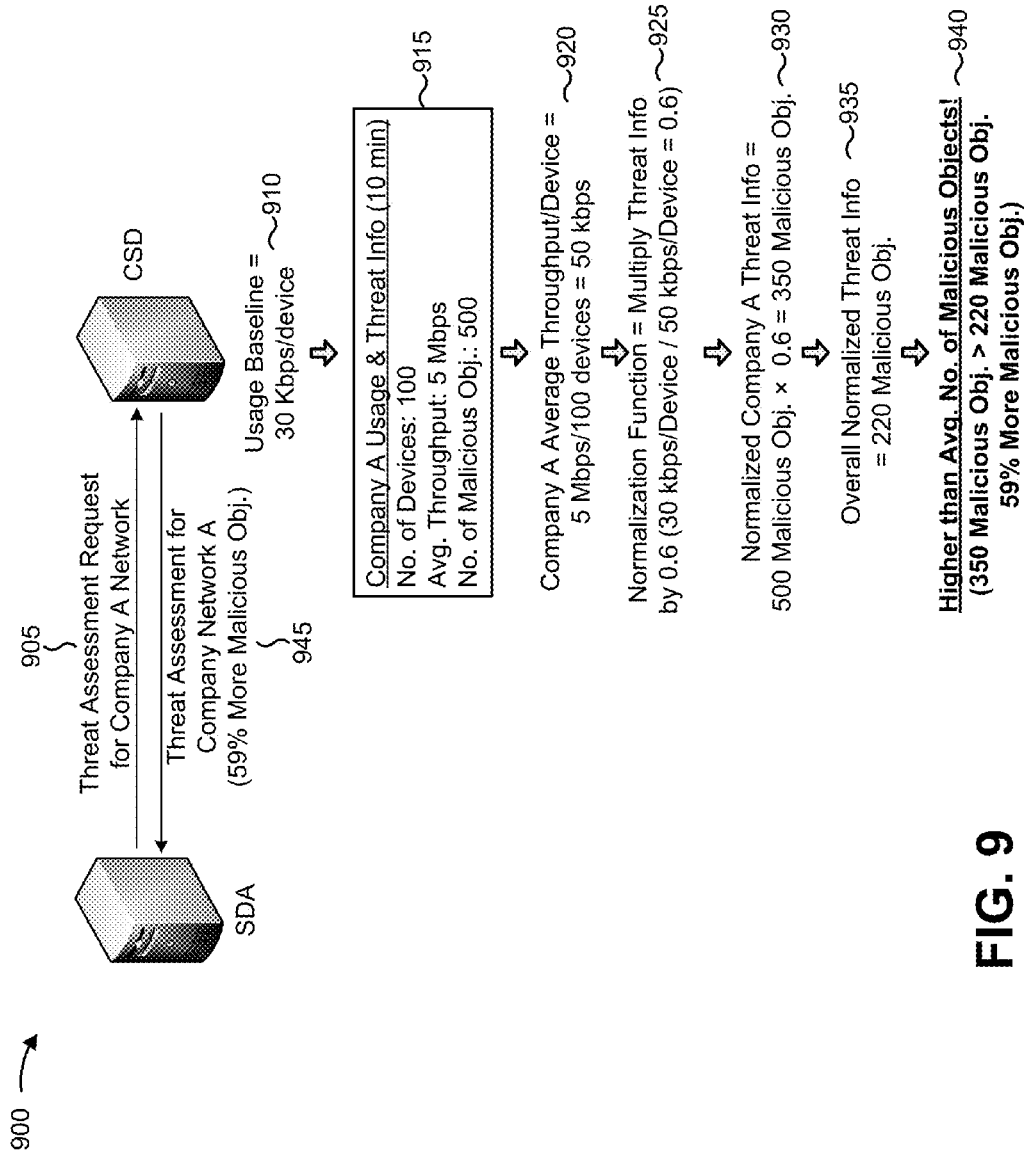 900
SDA
905
Threat Assessment Request
for Company A Network
Threat Assessment for
Company Network A
(59% More Malicious Obj.)
945
CSD
Usage Baseline =
30 Kbps/device
910
Company A Usage & Threat Info (10 min)
No. of Devices: 100
Avg. Throughput: 5 Mbps
No. of Malicious Obj.: 500
915
Company A Average Throughput/Device =
5 Mbps/100 devices = 50 kbps
920
Normalization Function = Multiply Threat Info
by 0.6 (30 kbps/Device / 50 kbps/Device = 0.6)
925
Normalized Company A Threat Info =
500 Malicious Obj. × 0.6 = 350 Malicious Obj.
930
Overall Normalized Threat Info
= 220 Malicious Obj.
935
Higher than Avg. No. of Malicious Objects!
(350 Malicious Obj. > 220 Malicious Obj.
59% More Malicious Obj.)
940
FIG. 9